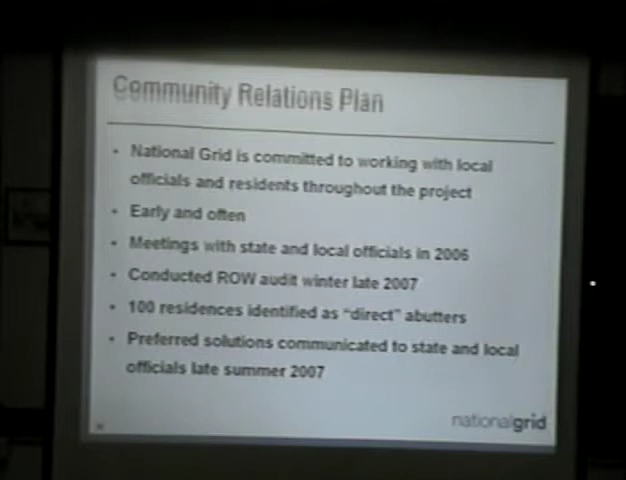 Community Relations Plan
• National Grid is committed to working with local
officials and residents throughout the project
• Early and often
• Meetings with state and local officials in 2006
• Conducted ROW audit winter late 2007
• 100 residences identified as “direct” abutters
• Preferred solutions communicated to state and local
officials late summer 2007
nationalgrid